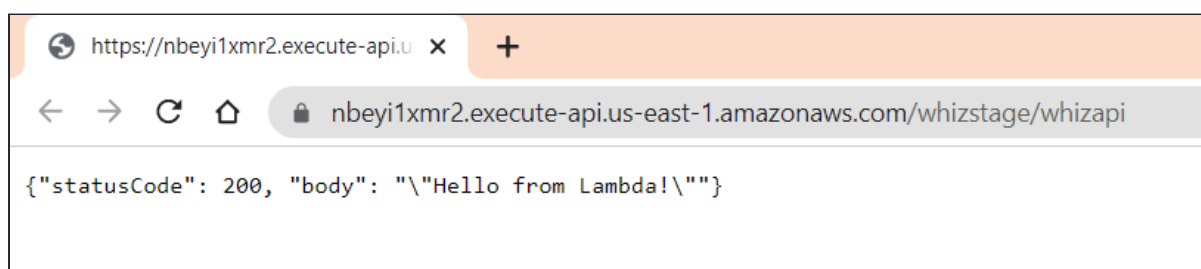 https://nbeyi1xmr2.execute-api.u
nbeyi1xmr2.execute-api.us-east-1.amazonaws.com/whizstage/whizapi
{"statusCode": 200, "body": "\"Hello from Lambda!\""}